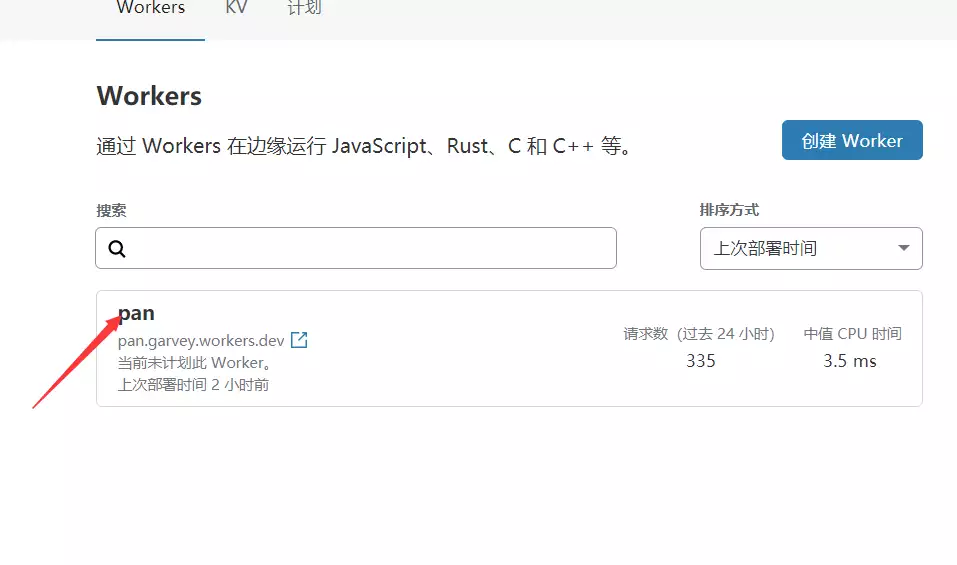 Workers KV 计划
Workers
通过 Workers 在边缘运行 JavaScript、Rust、C 和 C++ 等。
创建 Worker
搜索
排序方式
上次部署时间
pan
pan.garvey.workers.dev
当前未计划此 Worker。
上次部署时间 2 小时前
请求数（过去 24 小时） 中值 CPU 时间
335 3.5 ms